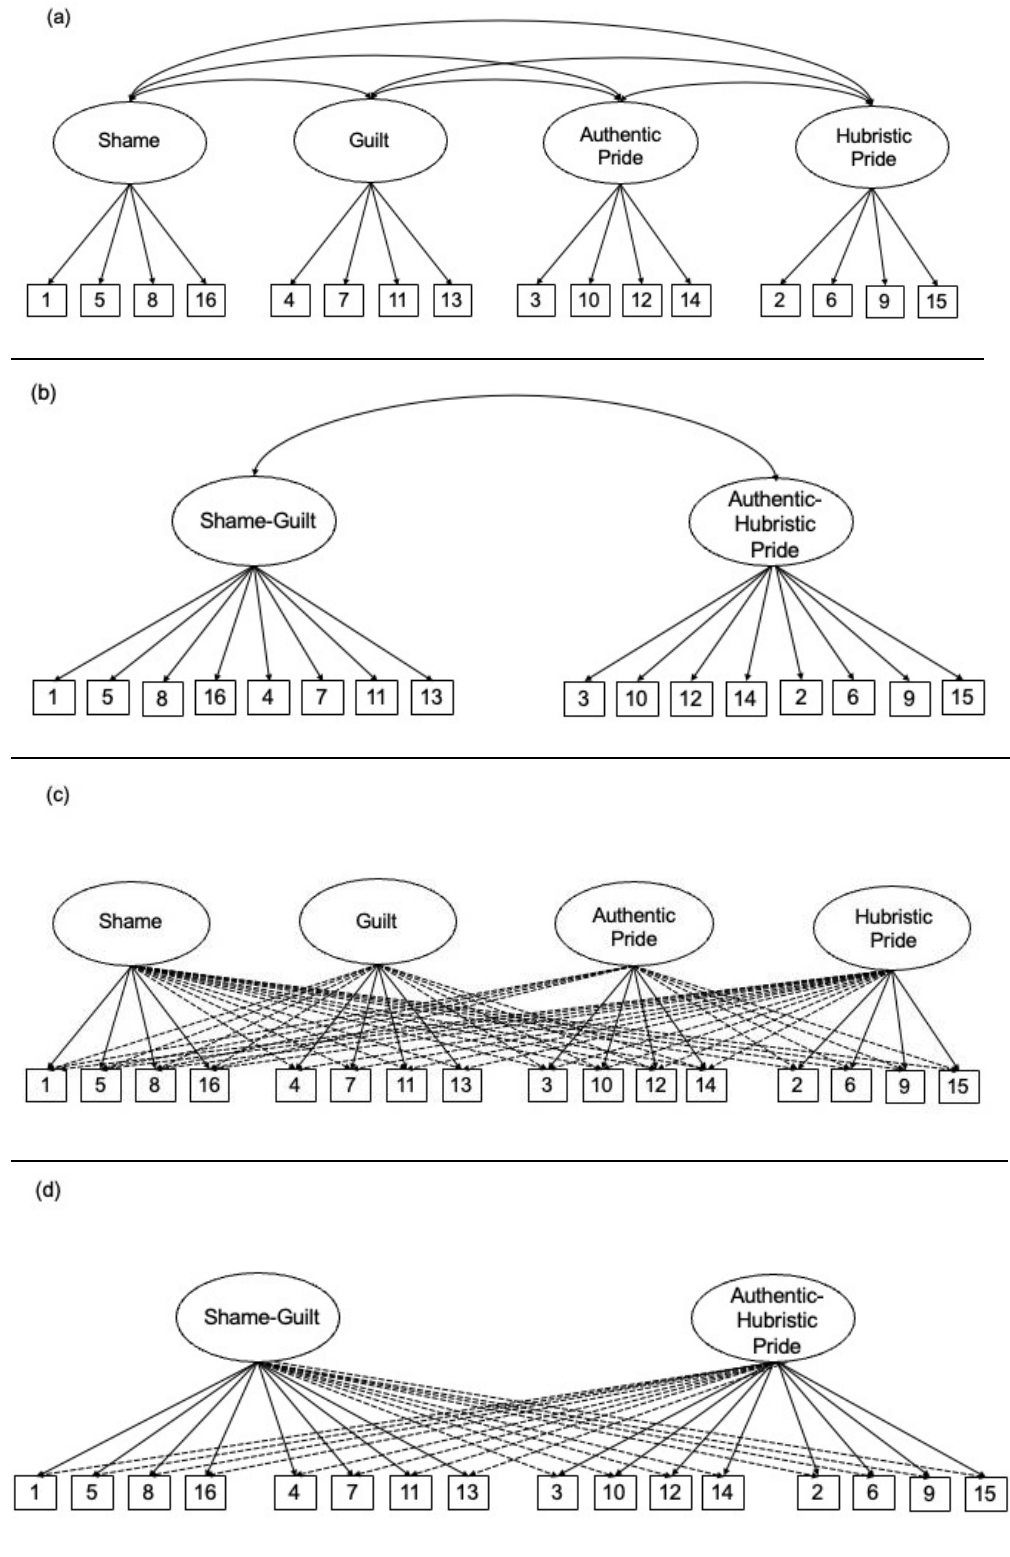 (a)
Shame
Guilt
Authentic
Pride
Hubristic
Pride
1 5 8 16 4 7 11 13 3 10 12 14 2 6 9 15
(b)
Shame-Guilt
Authentic-
Hubristic
Pride
1 5 8 16 4 7 11 13 3 10 12 14 2 6 9 15
(c)
Shame
Guilt
Authentic
Pride
Hubristic
Pride
1 5 8 16 4 7 11 13 3 10 12 14 2 6 9 15
(d)
Shame-Guilt
Authentic-
Hubristic
Pride
1 5 8 16 4 7 11 13 3 10 12 14 2 6 9 15